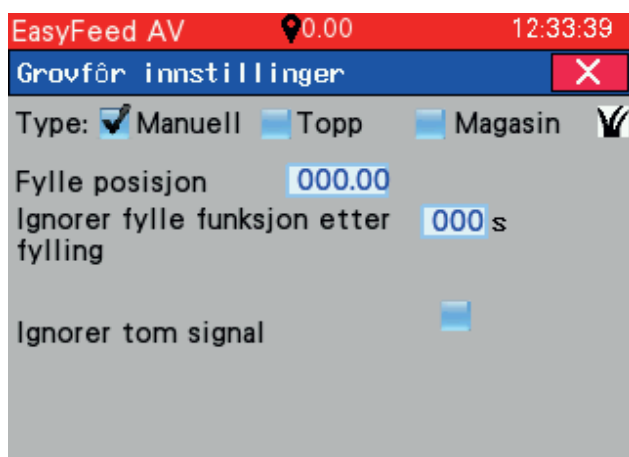 EasyFeed AV 0.00 12:33:39
Grovfôr innstillinger
Type: Manuell Topp Magasin
Fylle posisjon 000.00
Ignorer fylle funksjon etter 000 s
fylling
Ignorer tom signal